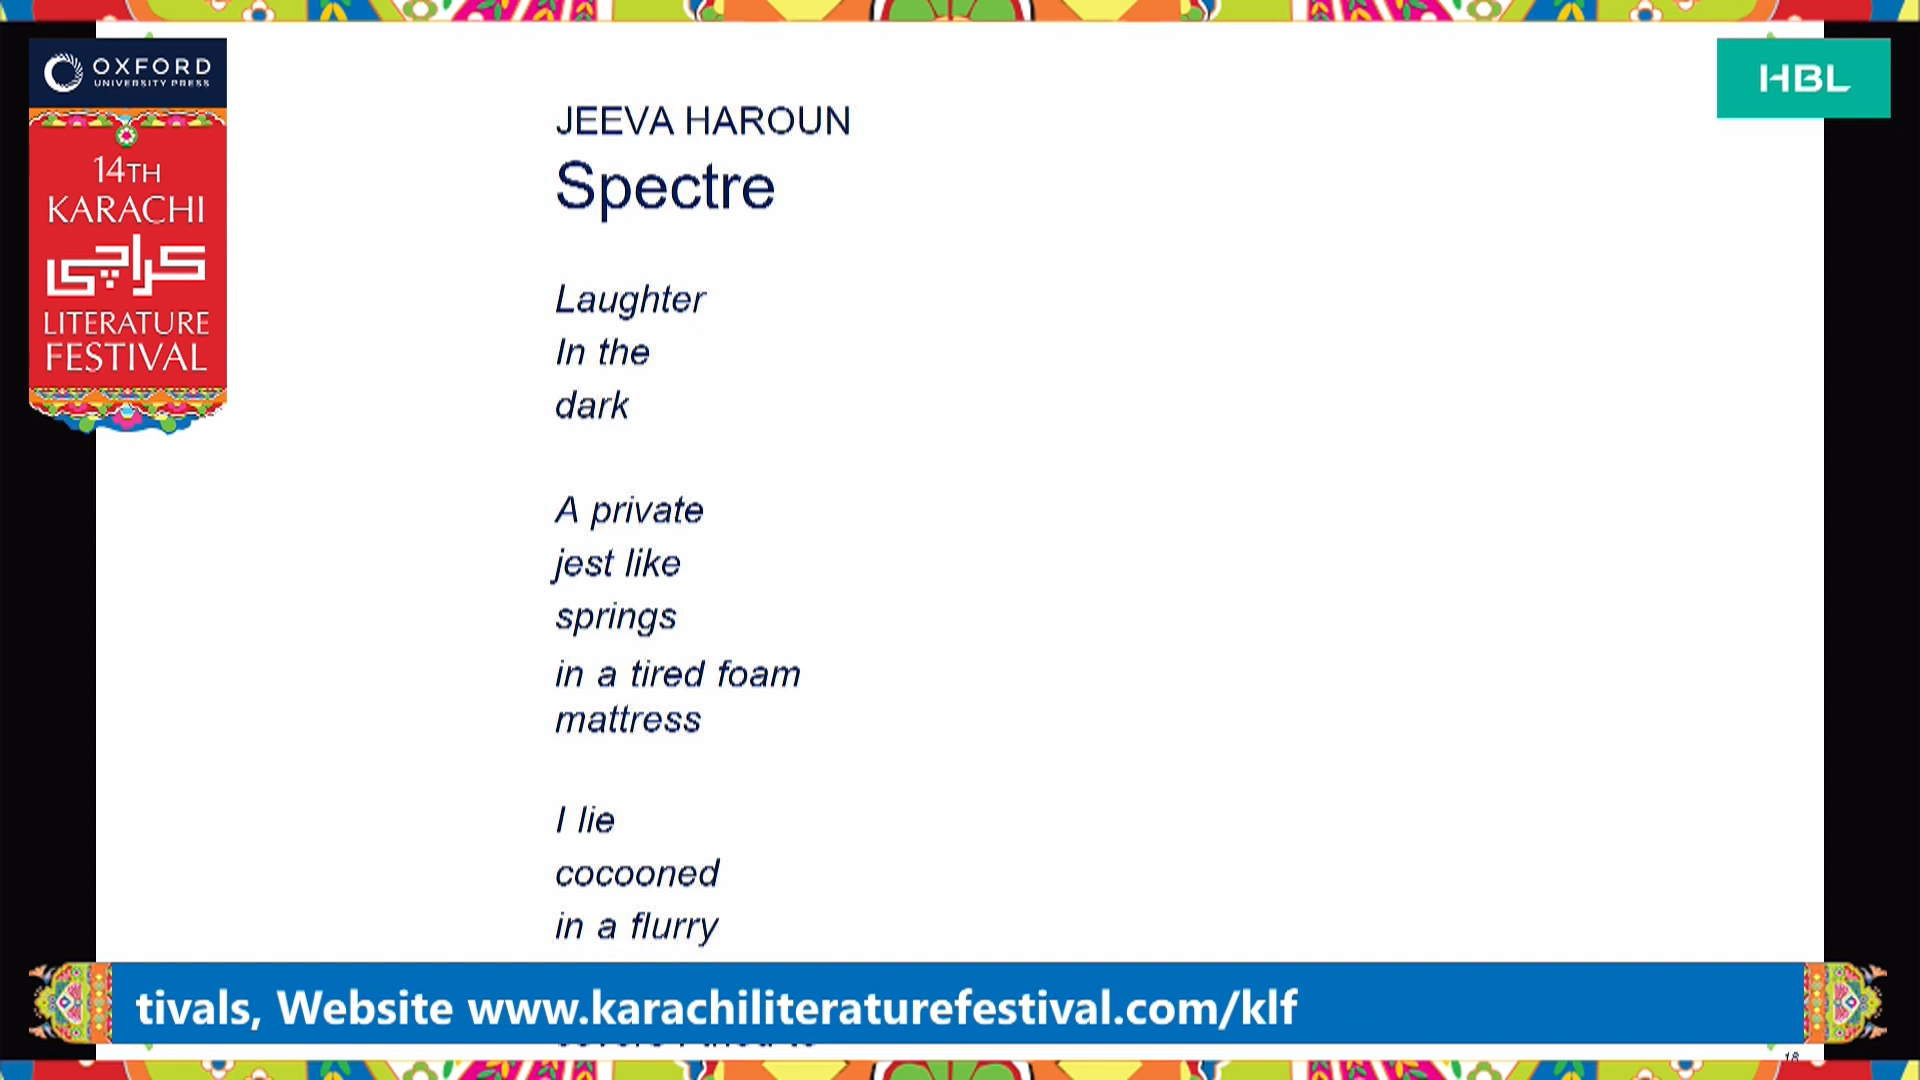 OXFORD
UNIVERSITY PRESS
14TH
KARACHI
کراچی
LITERATURE
FESTIVAL
HBL
JEEVA HAROUN
Spectre
Laughter
In the
dark
A private
jest like
springs
in a tired foam
mattress
I lie
cocooned
in a flurry
tivals, Website www.karachiliteraturefestival.com/klf
18